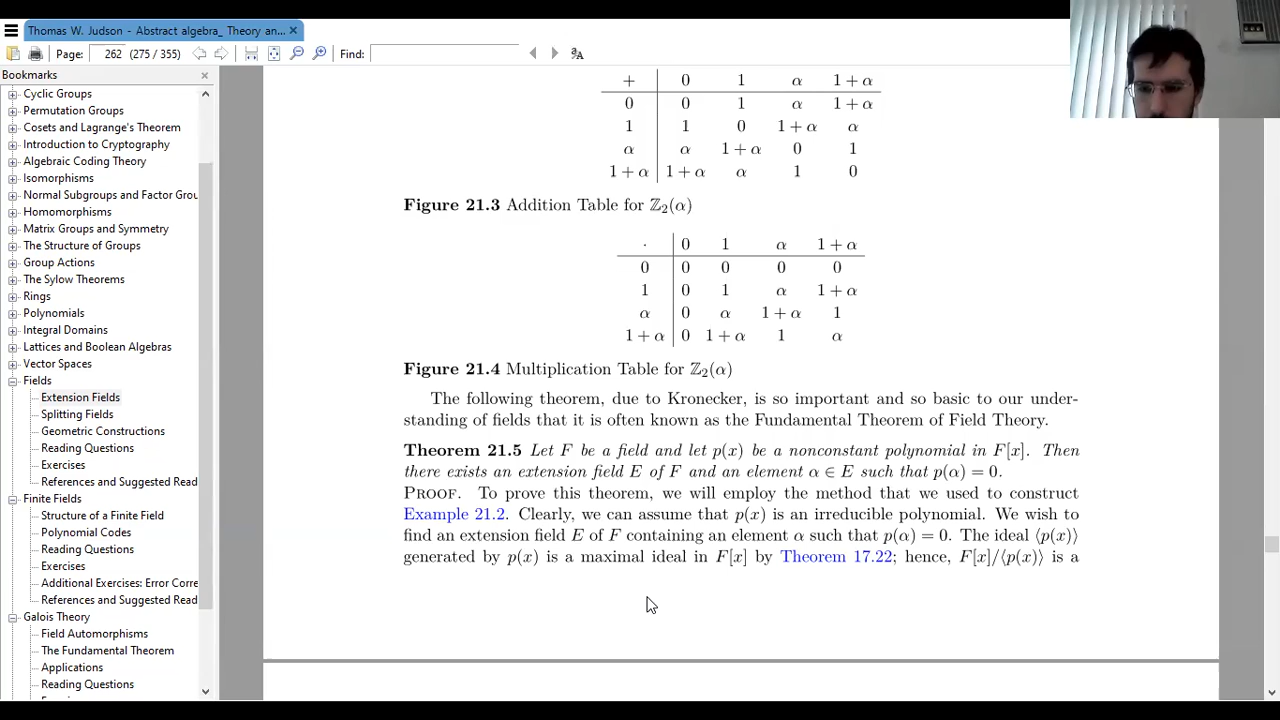 Thomas W. Judson - Abstract algebra_ Theory an... ×
Page: 262 (275 / 355) Find:
Bookmarks ×
Cyclic Groups
Permutation Groups
Cosets and Lagrange's Theorem
Introduction to Cryptography
Algebraic Coding Theory
Isomorphisms
Normal Subgroups and Factor Grou
Homomorphisms
Matrix Groups and Symmetry
The Structure of Groups
Group Actions
The Sylow Theorems
Rings
Polynomials
Integral Domains
Lattices and Boolean Algebras
Vector Spaces
Fields
Extension Fields
Splitting Fields
Geometric Constructions
Reading Questions
Exercises
References and Suggested Read
Finite Fields
Structure of a Finite Field
Polynomial Codes
Reading Questions
Exercises
Additional Exercises: Error Corre
References and Suggested Read
Galois Theory
Field Automorphisms
The Fundamental Theorem
Applications
Reading Questions
+ 0 1 α 1 + α
0 0 1 α 1 + α
1 1 0 1 + α α
α α 1 + α 0 1
1 + α 1 + α α 1 0
Figure 21.3 Addition Table for ℤ₂(α)
· 0 1 α 1 + α
0 0 0 0 0
1 0 1 α 1 + α
α 0 α 1 + α 1
1 + α 0 1 + α 1 α
Figure 21.4 Multiplication Table for ℤ₂(α)
The following theorem, due to Kronecker, is so important and so basic to our under-
standing of fields that it is often known as the Fundamental Theorem of Field Theory.
Theorem 21.5 Let F be a field and let p(x) be a nonconstant polynomial in F[x]. Then
there exists an extension field E of F and an element α ∈ E such that p(α) = 0.
PROOF. To prove this theorem, we will employ the method that we used to construct
Example 21.2. Clearly, we can assume that p(x) is an irreducible polynomial. We wish to
find an extension field E of F containing an element α such that p(α) = 0. The ideal ⟨p(x)⟩
generated by p(x) is a maximal ideal in F[x] by Theorem 17.22; hence, F[x]/⟨p(x)⟩ is a